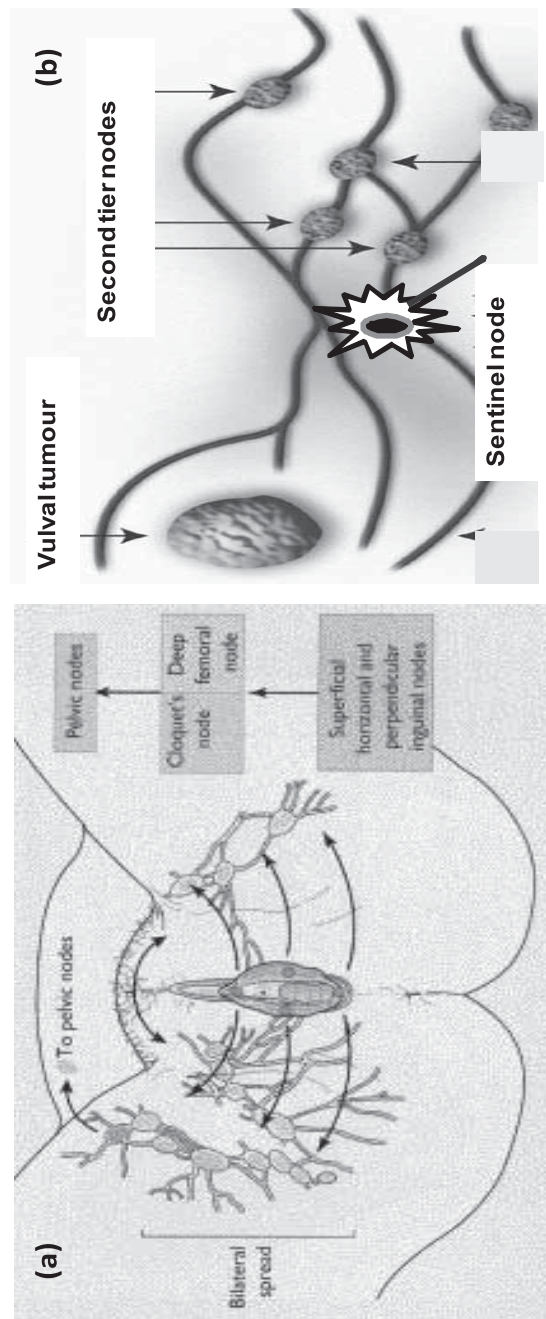 (a)
To pelvic nodes
Bilateral
spread
Pelvic nodes
Cloquet's
node
Deep
femoral
node
Superfical
horizontal and
perpendicular
inguinal nodes
(b)
Vulval tumour
Second tier nodes
Sentinel node